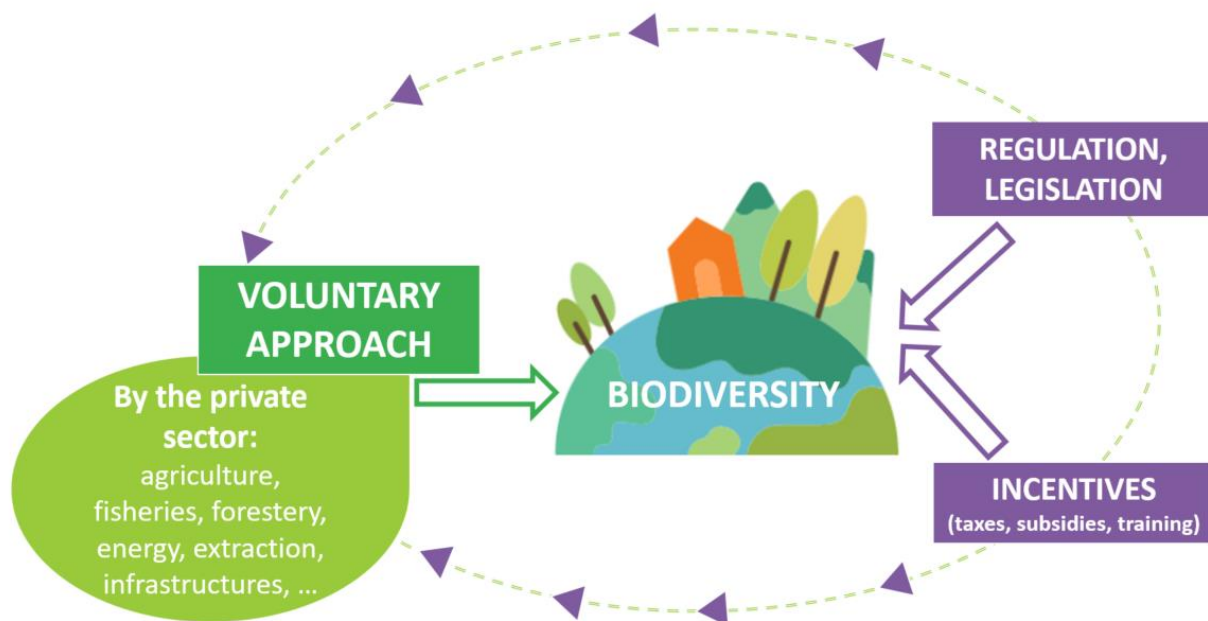 REGULATION,
LEGISLATION
VOLUNTARY
APPROACH
By the private
sector:
agriculture,
fisheries, forestery,
energy, extraction,
infrastructures, ...
BIODIVERSITY
INCENTIVES
(taxes, subsidies, training)